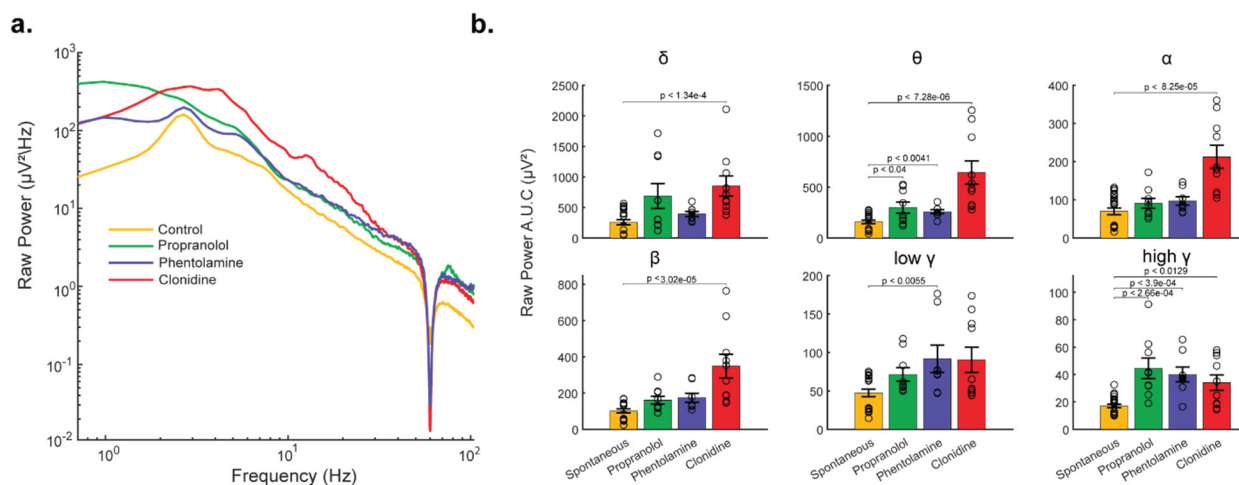 a.
Raw Power (µV²\Hz)
10³
10²
10¹
10⁰
10⁻¹
10⁻²
Control
Propranolol
Phentolamine
Clonidine
10⁰
10¹
10²
Frequency (Hz)
b.
Raw Power A.U.C (µV²)
δ
2500
2000
1500
1000
500
0
p < 1.34e-4
θ
1500
1000
500
0
p < 7.28e-06
p < 0.0041
p < 0.04
α
400
300
200
100
0
p < 8.25e-05
β
800
600
400
200
0
p <3.02e-05
Spontaneous
Propranolol
Phentolamine
Clonidine
low γ
200
150
100
50
0
p < 0.0055
Spontaneous
Propranolol
Phentolamine
Clonidine
high γ
100
80
60
40
20
0
p <0.0129
p < 3.9e-04
p < 2.66e-04
Spontaneous
Propranolol
Phentolamine
Clonidine